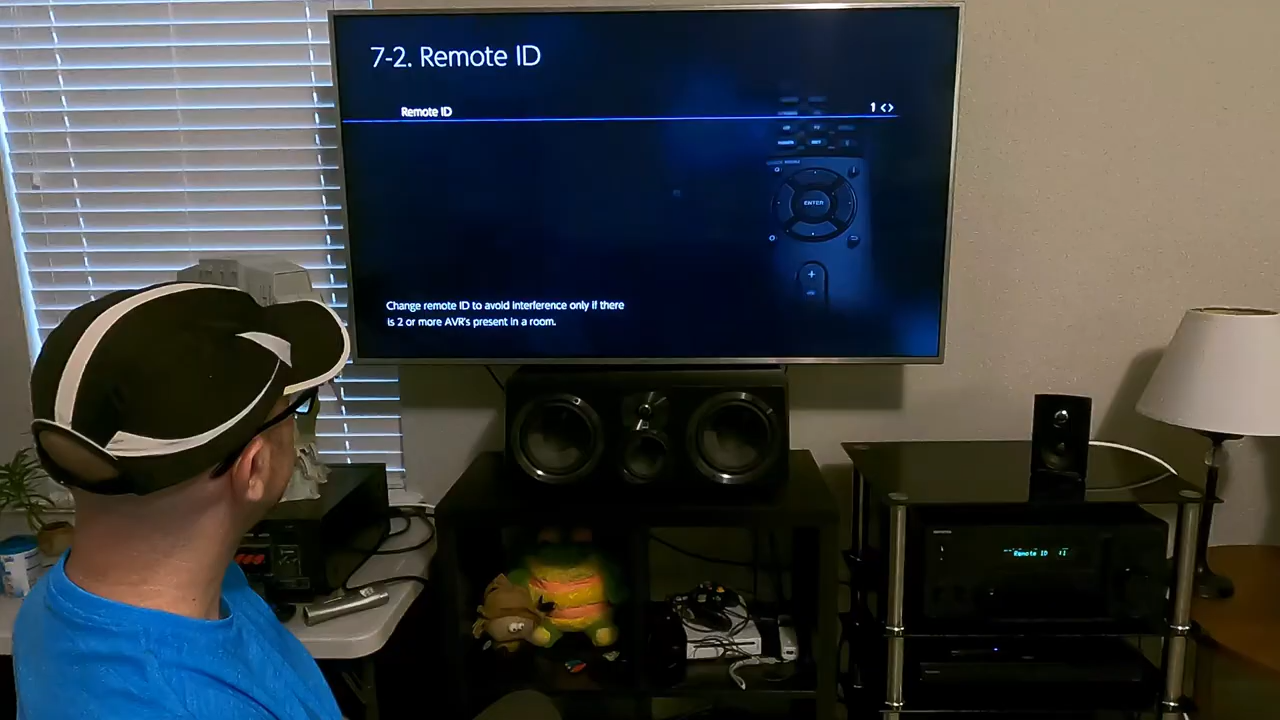 7-2. Remote ID
Remote ID
1 <>
ENTER
+
Change remote ID to avoid interference only if there
is 2 or more AVR's present in a room.
Remote ID